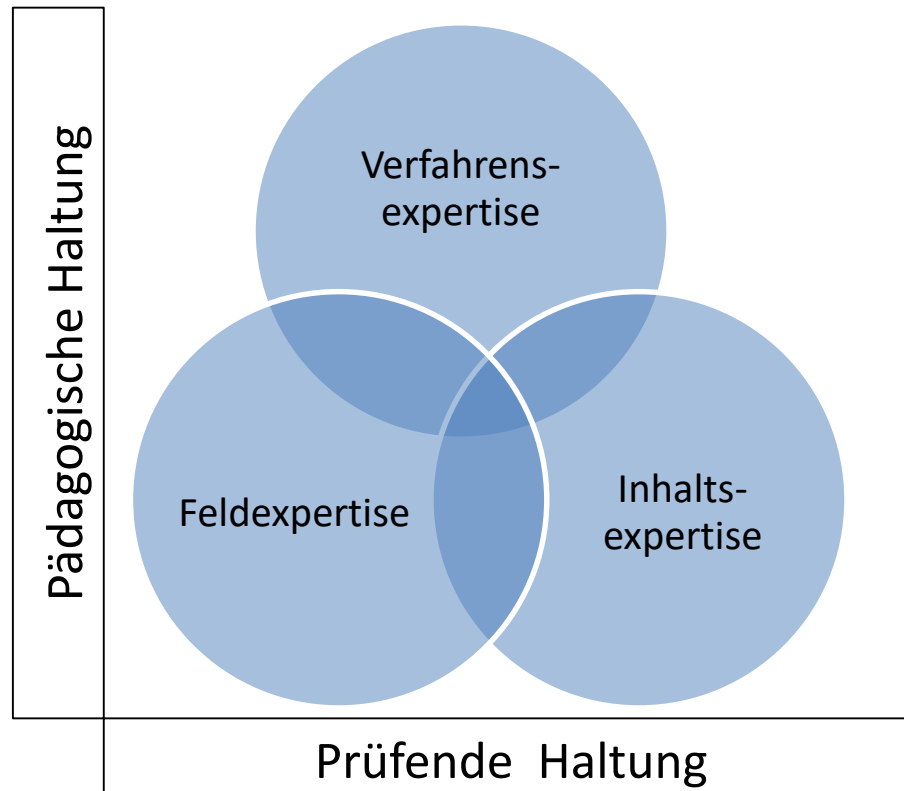 Pädagogische Haltung
Verfahrens-
expertise
Feldexpertise
Inhalts-
expertise
Prüfende Haltung